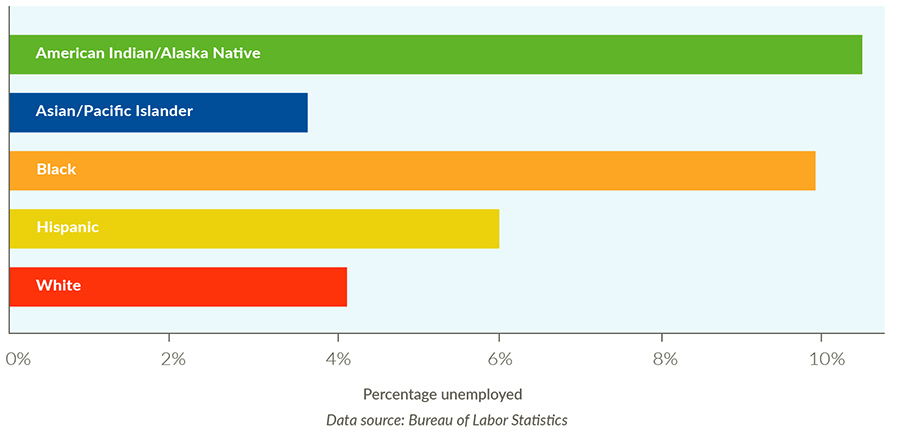 American Indian/Alaska Native
Asian/Pacific Islander
Black
Hispanic
White
0% 2% 4% 6% 8% 10%
Percentage unemployed
Data source: Bureau of Labor Statistics